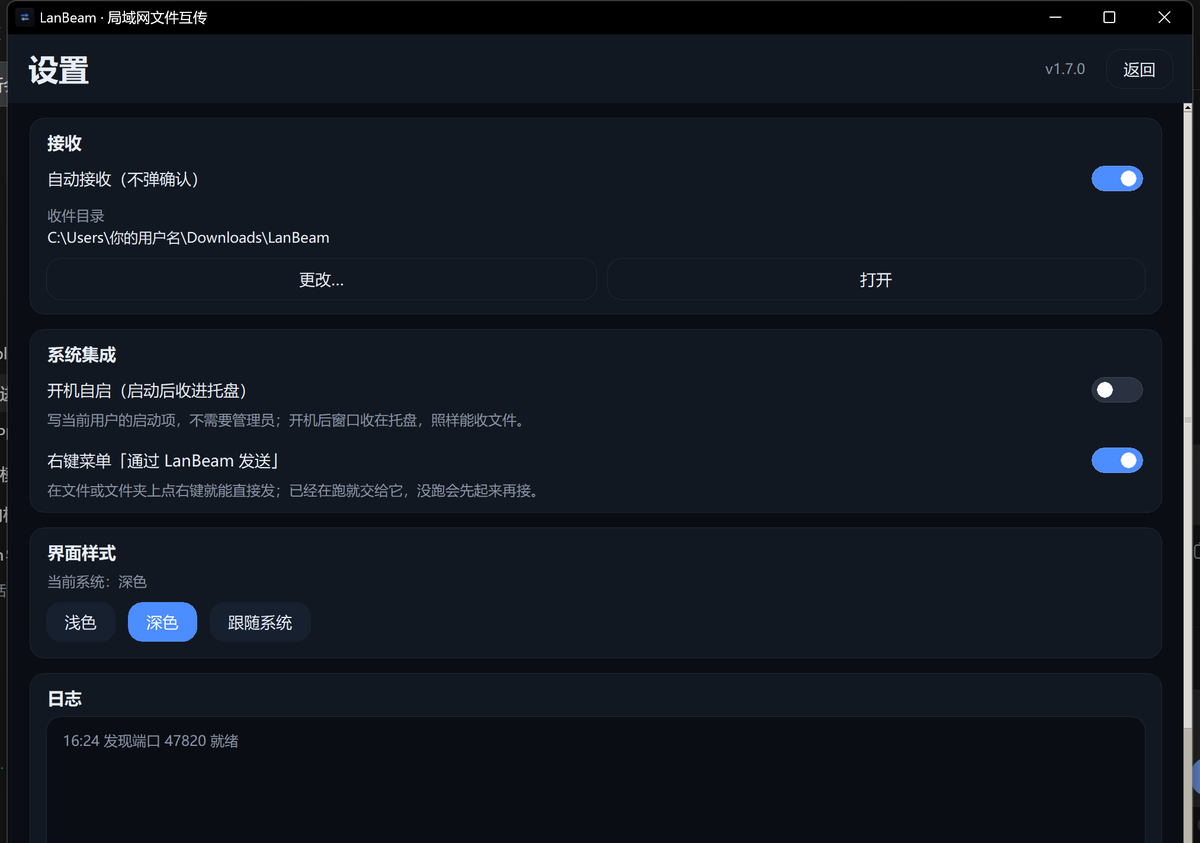 LanBeam · 局域网文件互传
设置
v1.7.0
返回
接收
自动接收（不弹确认）
收件目录
C:\Users\你的用户名\Downloads\LanBeam
更改...
打开
系统集成
开机自启（启动后收进托盘）
写当前用户的启动项，不需要管理员；开机后窗口收在托盘，照样能收文件。
右键菜单「通过 LanBeam 发送」
在文件或文件夹上点右键就能直接发；已经在跑就交给它，没跑会先起来再接。
界面样式
当前系统：深色
浅色
深色
跟随系统
日志
16:24 发现端口 47820 就绪